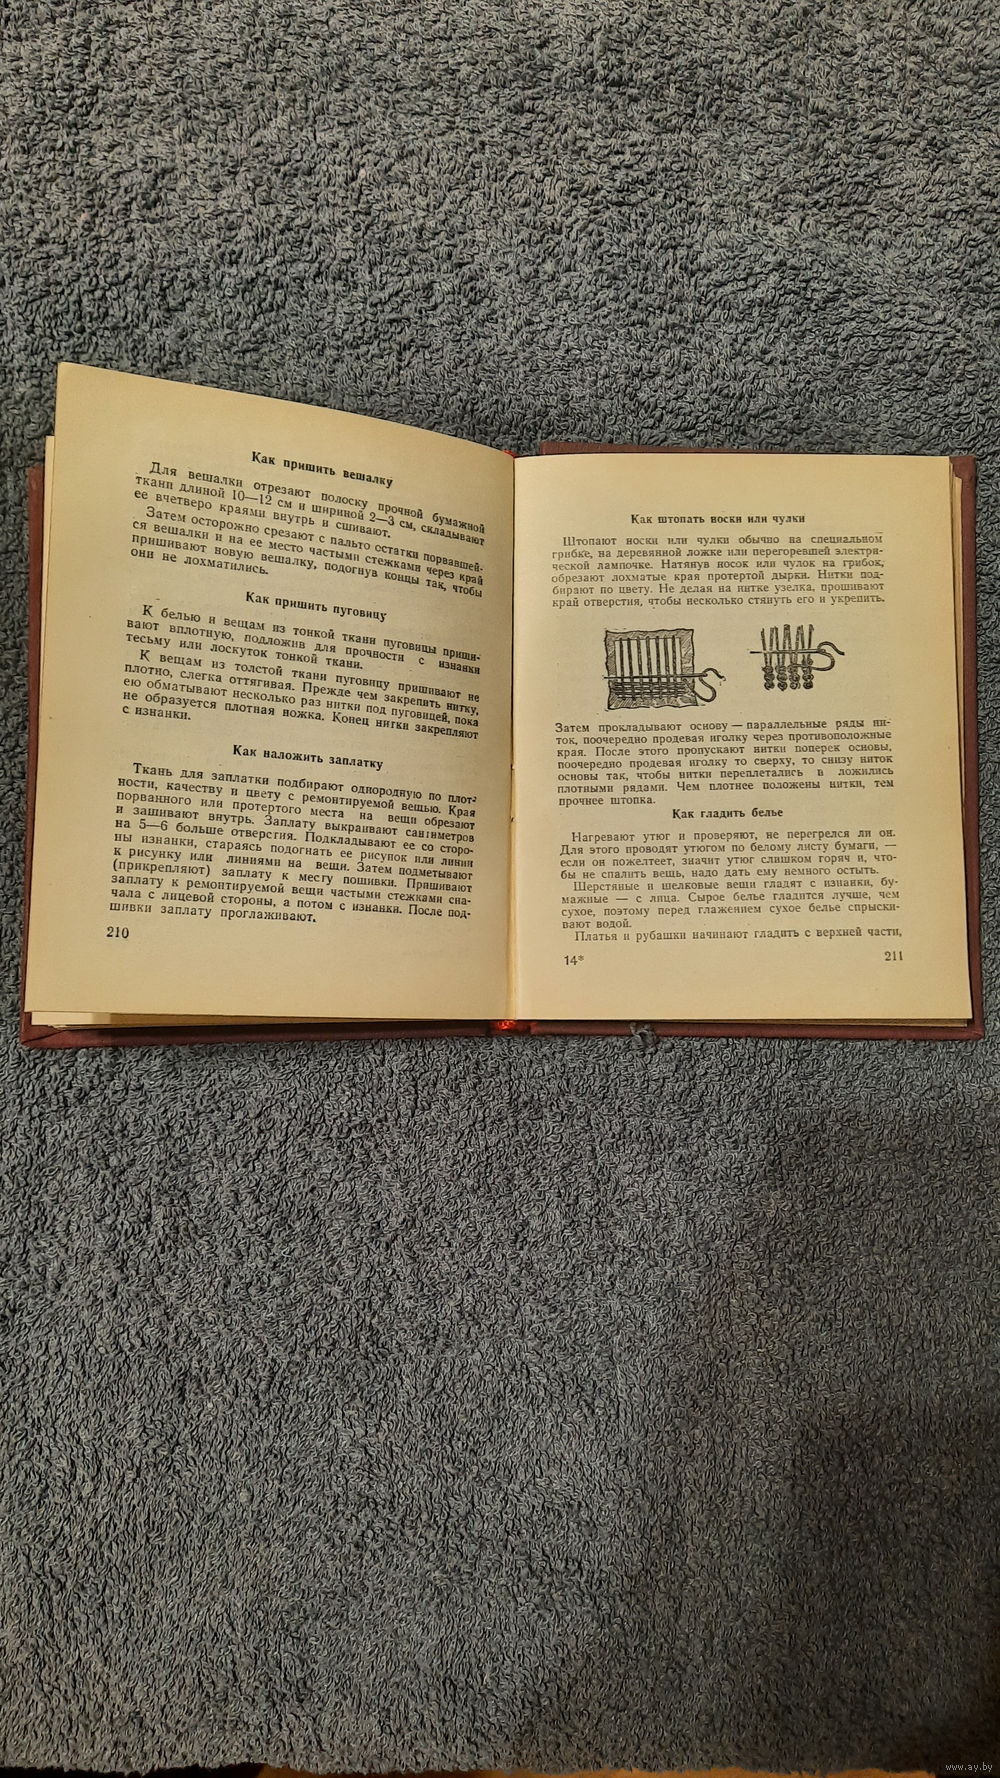 Как пришить вешалку
Для вешалки отрезают полоску прочной бумажной
ткани длиной 10—12 см и шириной 2—3 см, складывают
ее вчетверо краями внутрь и сшивают.
Затем осторожно срезают с пальто остатки порвавшей-
ся вешалки и на ее место частыми стежками через край
пришивают новую вешалку, подогнув концы так, чтобы
они не лохматились.
Как пришить пуговицу
К белью и вещам из тонкой ткани пуговицы приши-
вают вплотную, подложив для прочности с изнанки
тесьму или лоскуток тонкой ткани.
К вещам из толстой ткани пуговицу пришивают не
плотно, слегка оттягивая. Прежде чем закрепить нитку,
ею обматывают несколько раз нитки под пуговицей, пока
не образуется плотная ножка. Конец нитки закрепляют
с изнанки.
Как наложить заплатку
Ткань для заплатки подбирают однородную по плот-
ности, качеству и цвету с ремонтируемой вещью. Края
порванного или протертого места на вещи обрезают
и зашивают внутрь. Заплату выкраивают сантиметров
на 5—6 больше отверстия. Подкладывают ее со сторо-
ны изнанки, стараясь подогнать ее рисунок или линии
к рисунку или линиями на вещи. Затем подметывают
(прикрепляют) заплату к месту пошивки. Пришивают
заплату к ремонтируемой вещи частыми стежками сна-
чала с лицевой стороны, а потом с изнанки. После под-
шивки заплату проглаживают.
210
Как штопать носки или чулки
Штопают носки или чулки обычно на специальном
грибке, на деревянной ложке или перегоревшей электри-
ческой лампочке. Натянув носок или чулок на грибок,
обрезают лохматые края протертой дырки. Нитки под-
бирают по цвету. Не делая на нитке узелка, прошивают
край отверстия, чтобы несколько стянуть его и укрепить.
Затем прокладывают основу — параллельные ряды ни-
ток, поочередно продевая иголку через противоположные
края. После этого пропускают нитки поперек основы,
поочередно продевая иголку то сверху, то снизу ниток
основы так, чтобы нитки переплетались и ложились
плотными рядами. Чем плотнее положены нитки, тем
прочнее штопка.
Как гладить белье
Нагревают утюг и проверяют, не перегрелся ли он.
Для этого проводят утюгом по белому листу бумаги, —
если он пожелтеет, значит утюг слишком горяч и, что-
бы не спалить вещь, надо дать ему немного остыть.
Шерстяные и шелковые вещи гладят с изнанки, бу-
мажные — с лица. Сырое белье гладится лучше, чем
сухое, поэтому перед глажением сухое белье спрыски-
вают водой.
Платья и рубашки начинают гладить с верхней части,
14*
211
www.ay.by